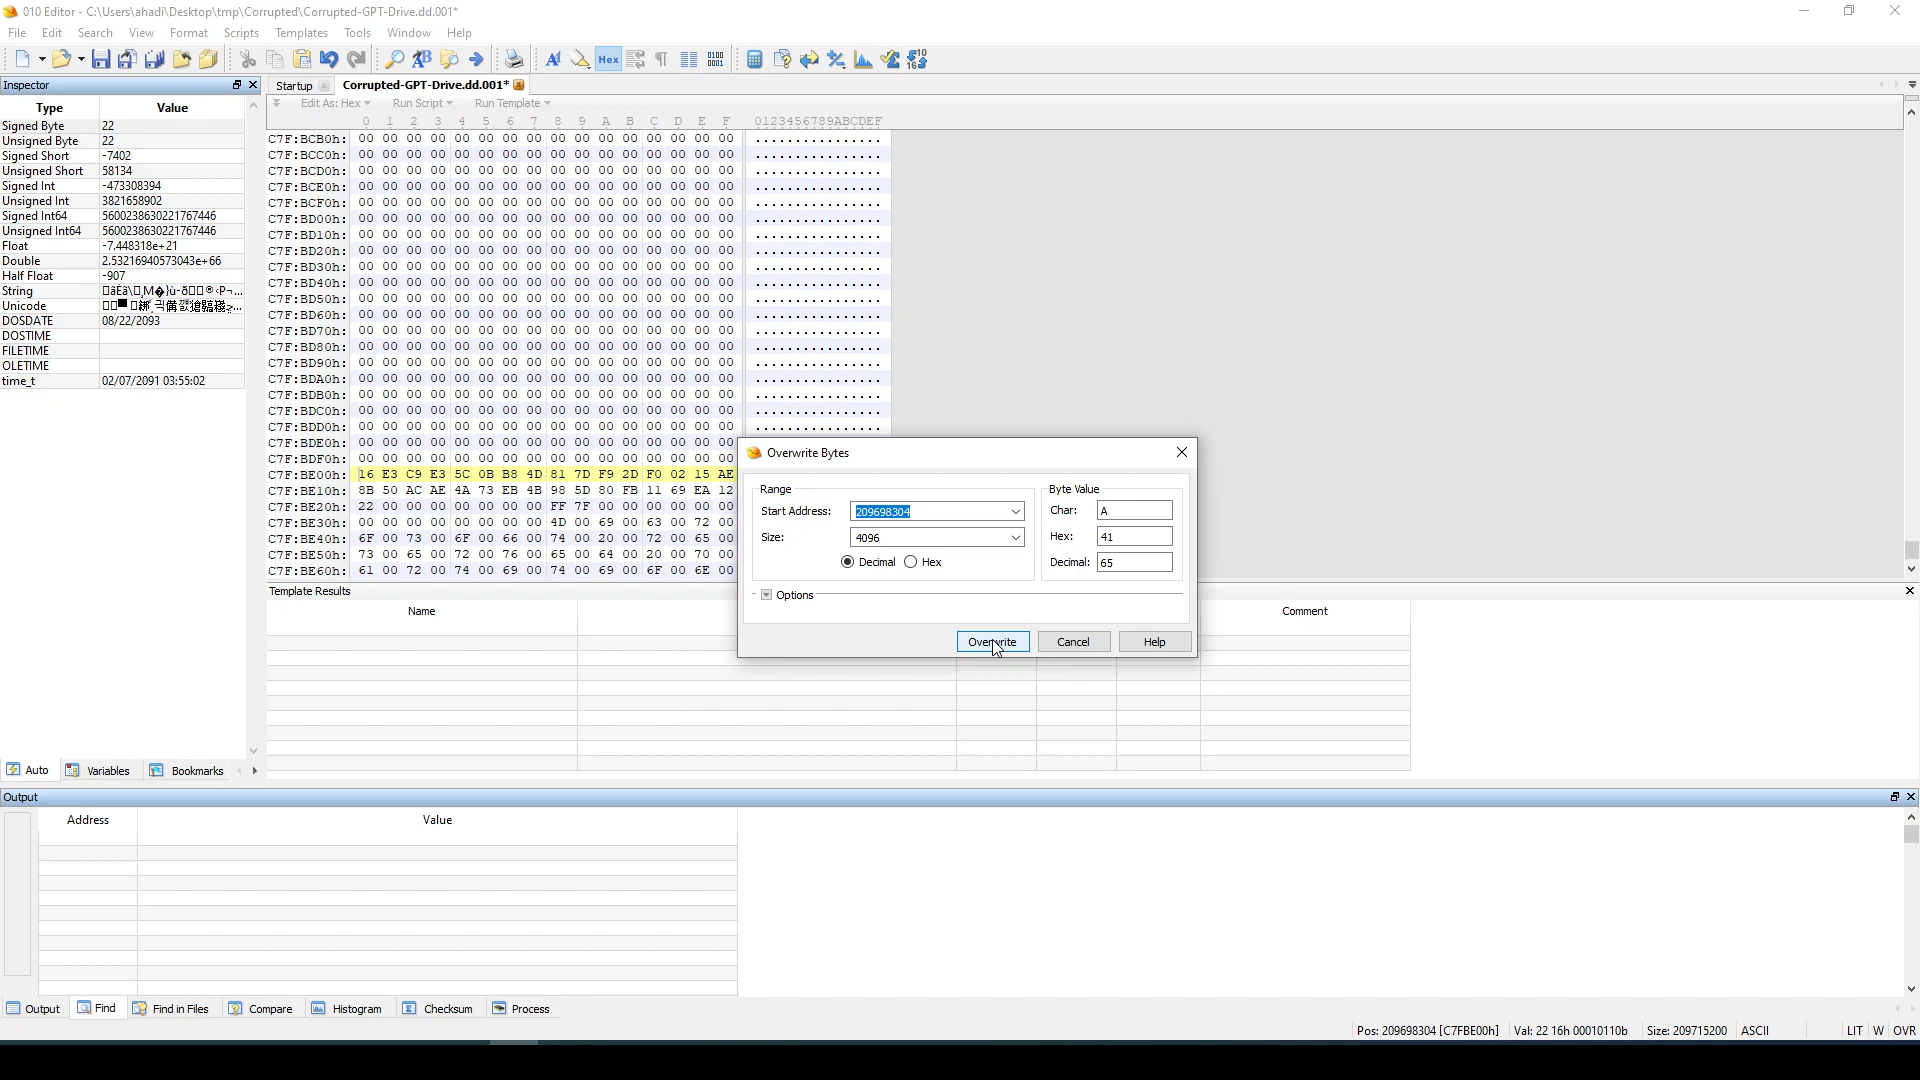 010 Editor - C:\Users\ahadi\Desktop\tmp\Corrupted\Corrupted-GPT-Drive.dd.001*
File Edit Search View Format Scripts Templates Tools Window Help
Inspector
Startup Corrupted-GPT-Drive.dd.001*
Edit As: Hex Run Script Run Template
Type Value
Signed Byte 22
Unsigned Byte 22
Signed Short -7402
Unsigned Short 58134
Signed Int -473308394
Unsigned Int 3821658902
Signed Int64 5600238630221767446
Unsigned Int64 5600238630221767446
Float -7.448318e+21
Double 2.53216940573043e+66
Half Float -907
String
Unicode
DOSDATE 08/22/2093
DOSTIME
FILETIME
OLETIME
time_t 02/07/2091 03:55:02
Auto Variables Bookmarks
0 1 2 3 4 5 6 7 8 9 A B C D E F 0123456789ABCDEF
C7F:BCB0h: 00 00 00 00 00 00 00 00 00 00 00 00 00 00 00 00 ................
C7F:BCC0h: 00 00 00 00 00 00 00 00 00 00 00 00 00 00 00 00 ................
C7F:BCD0h: 00 00 00 00 00 00 00 00 00 00 00 00 00 00 00 00 ................
C7F:BCE0h: 00 00 00 00 00 00 00 00 00 00 00 00 00 00 00 00 ................
C7F:BCF0h: 00 00 00 00 00 00 00 00 00 00 00 00 00 00 00 00 ................
C7F:BD00h: 00 00 00 00 00 00 00 00 00 00 00 00 00 00 00 00 ................
C7F:BD10h: 00 00 00 00 00 00 00 00 00 00 00 00 00 00 00 00 ................
C7F:BD20h: 00 00 00 00 00 00 00 00 00 00 00 00 00 00 00 00 ................
C7F:BD30h: 00 00 00 00 00 00 00 00 00 00 00 00 00 00 00 00 ................
C7F:BD40h: 00 00 00 00 00 00 00 00 00 00 00 00 00 00 00 00 ................
C7F:BD50h: 00 00 00 00 00 00 00 00 00 00 00 00 00 00 00 00 ................
C7F:BD60h: 00 00 00 00 00 00 00 00 00 00 00 00 00 00 00 00 ................
C7F:BD70h: 00 00 00 00 00 00 00 00 00 00 00 00 00 00 00 00 ................
C7F:BD80h: 00 00 00 00 00 00 00 00 00 00 00 00 00 00 00 00 ................
C7F:BD90h: 00 00 00 00 00 00 00 00 00 00 00 00 00 00 00 00 ................
C7F:BDA0h: 00 00 00 00 00 00 00 00 00 00 00 00 00 00 00 00 ................
C7F:BDB0h: 00 00 00 00 00 00 00 00 00 00 00 00 00 00 00 00 ................
C7F:BDC0h: 00 00 00 00 00 00 00 00 00 00 00 00 00 00 00 00 ................
C7F:BDD0h: 00 00 00 00 00 00 00 00 00 00 00 00 00 00 00 00 ................
C7F:BDE0h: 00 00 00 00 00 00 00 00 00 00 00 00 00 00 00 00
C7F:BDF0h: 00 00 00 00 00 00 00 00 00 00 00 00 00 00 00 00
C7F:BE00h: 16 E3 C9 E3 5C 0B B8 4D 81 7D F9 2D F0 02 15 AE
C7F:BE10h: 8B 50 AC AE 4A 73 EB 4B 98 5D 80 FB 11 69 EA 12
C7F:BE20h: 22 00 00 00 00 00 00 00 FF 7F 00 00 00 00 00 00
C7F:BE30h: 00 00 00 00 00 00 00 00 4D 00 69 00 63 00 72 00
C7F:BE40h: 6F 00 73 00 6F 00 66 00 74 00 20 00 72 00 65 00
C7F:BE50h: 73 00 65 00 72 00 76 00 65 00 64 00 20 00 70 00
C7F:BE60h: 61 00 72 00 74 00 69 00 74 00 69 00 6F 00 6E 00
Overwrite Bytes
Range
Start Address: 209698304
Size: 4096
Decimal Hex
Byte Value
Char: A
Hex: 41
Decimal: 65
Options
Overwrite Cancel Help
Template Results
Name Comment
Output
Address Value
Output Find Find in Files Compare Histogram Checksum Process
Pos: 209698304 [C7FBE00h] Val: 22 16h 00010110b Size: 209715200 ASCII LIT W OVR